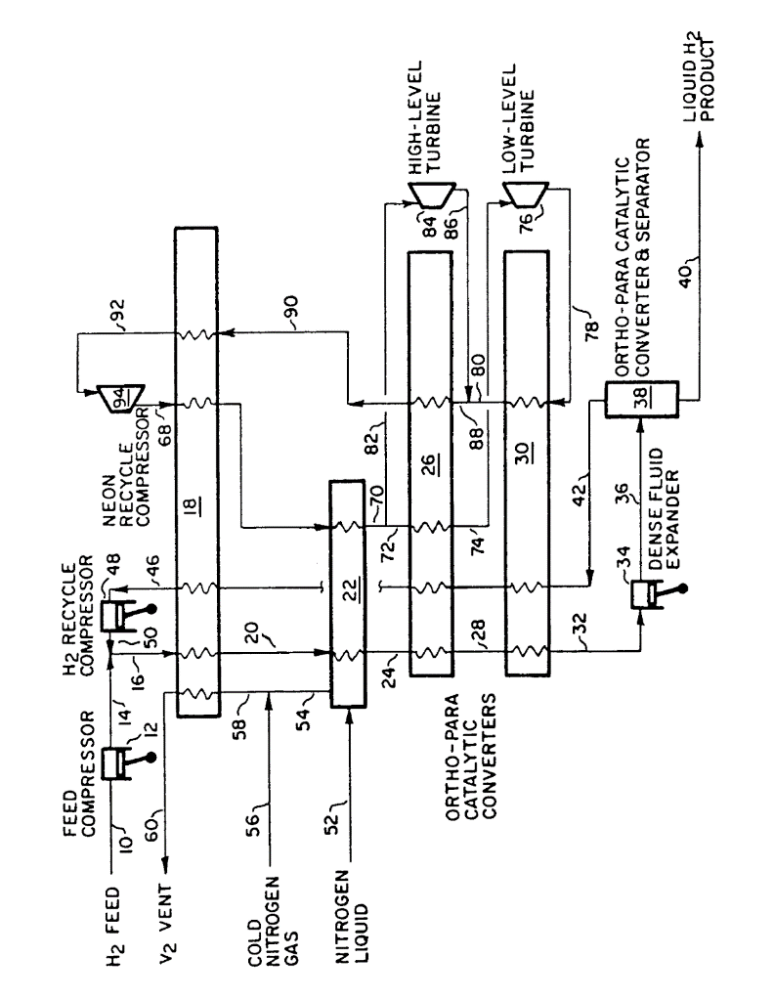 H2 FEED
V2 VENT
COLD
NITROGEN
GAS
NITROGEN
LIQUID
10
60
56
52
FEED
COMPRESSOR
12
14
58
54
ORTHO-PARA
CATALYTIC
CONVERTERS
H2 RECYCLE
COMPRESSOR
16
50
48
46
20
24
28
32
NEON
RECYCLE
COMPRESSOR
94
68
92
18
22
26
30
70
72
74
82
88
80
90
84
86
76
78
HIGH-LEVEL
TURBINE
LOW-LEVEL
TURBINE
34
DENSE FLUID
EXPANDER
36
42
38
ORTHO-PARA CATALYTIC
CONVERTER & SEPARATOR
40
LIQUID H2
PRODUCT